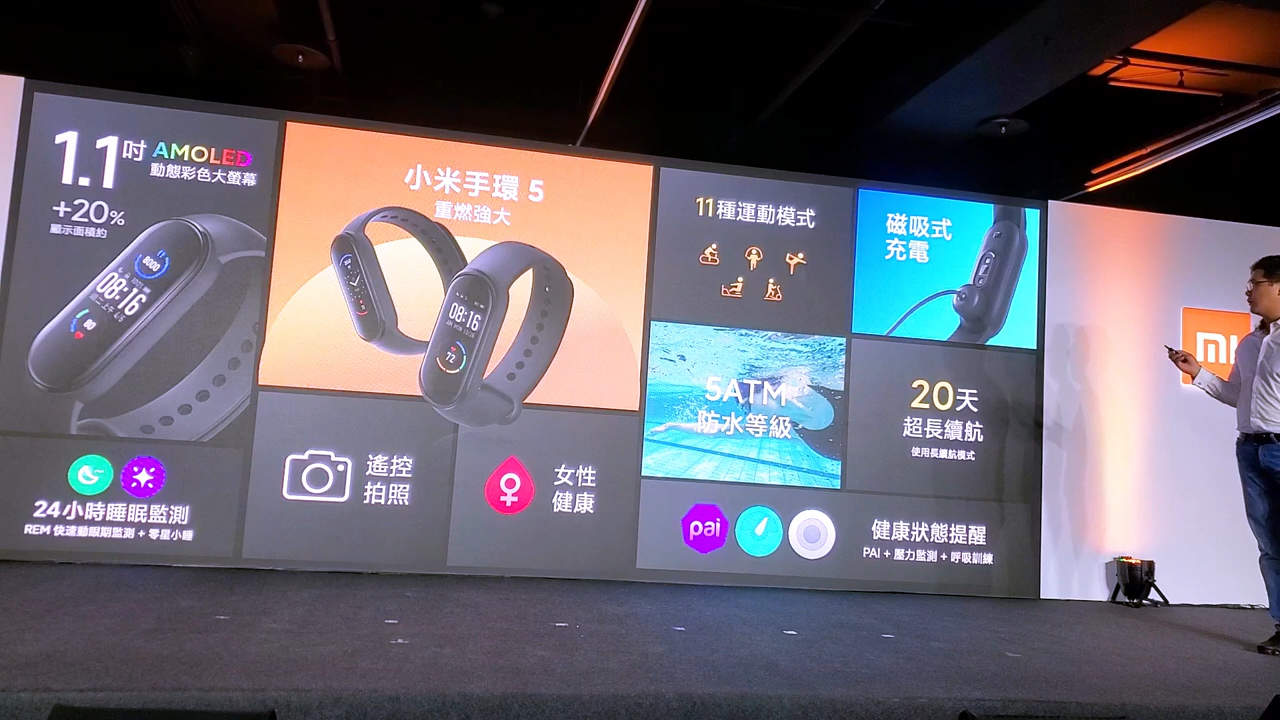 1.1吋 AMOLED
動態彩色大螢幕
+20%
顯示面積約
8000
08:16
80
24小時睡眠監測
REM 快速動眼期監測 + 零星小睡
小米手環 5
重燃強大
08:16
72
遙控
拍照
女性
健康
11種運動模式
磁吸式
充電
5ATM
防水等級
20天
超長續航
使用長續航模式
pai
健康狀態提醒
PAI + 壓力監測 + 呼吸訓練
MI